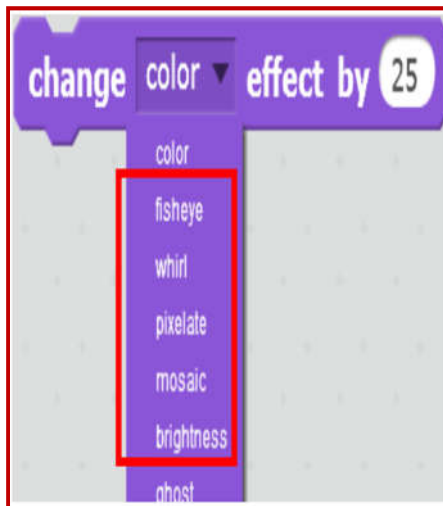 change color effect by 25
color
fisheye
whirl
pixelate
mosaic
brightness
ghost